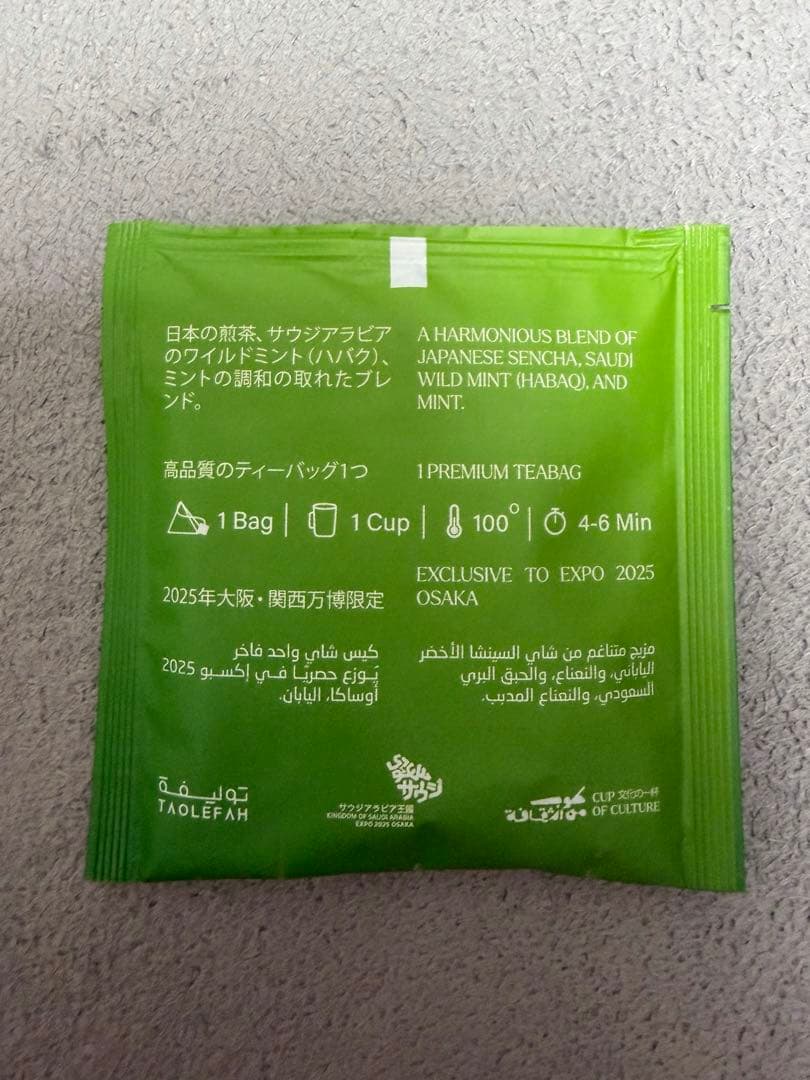 日本の煎茶、サウジアラビア
のワイルドミント（ハバク）、
ミントの調和の取れたブレ
ンド。
A HARMONIOUS BLEND OF
JAPANESE SENCHA, SAUDI
WILD MINT (HABAQ), AND
MINT.
高品質のティーバッグ1つ
1 PREMIUM TEABAG
1 Bag | 1 Cup | 100° | 4-6 Min
2025年大阪・関西万博限定
EXCLUSIVE TO EXPO 2025
OSAKA
مزيج متناغم من شاي السينشا الأخضر
الياباني، والنعناع، والحبق البري
السعودي، والنعناع المدبب.
كيس شاي واحد فاخر
يُوزع حصريًا في إكسبو 2025
أوساكا، اليابان.
توليفة
TAOLEFAH
サウジ
サウジアラビア王国
KINGDOM OF SAUDI ARABIA
EXPO 2025 OSAKA
CUP 文化の一杯
OF CULTURE